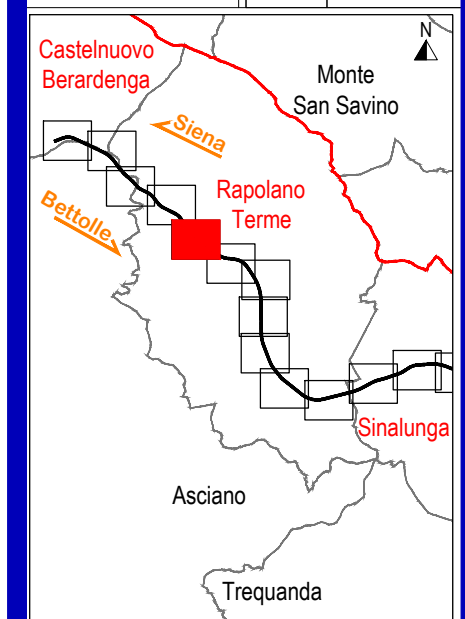 N
Castelnuovo
Berardenga
Monte
San Savino
Siena
Rapolano
Terme
Bettolle
Sinalunga
Asciano
Trequanda